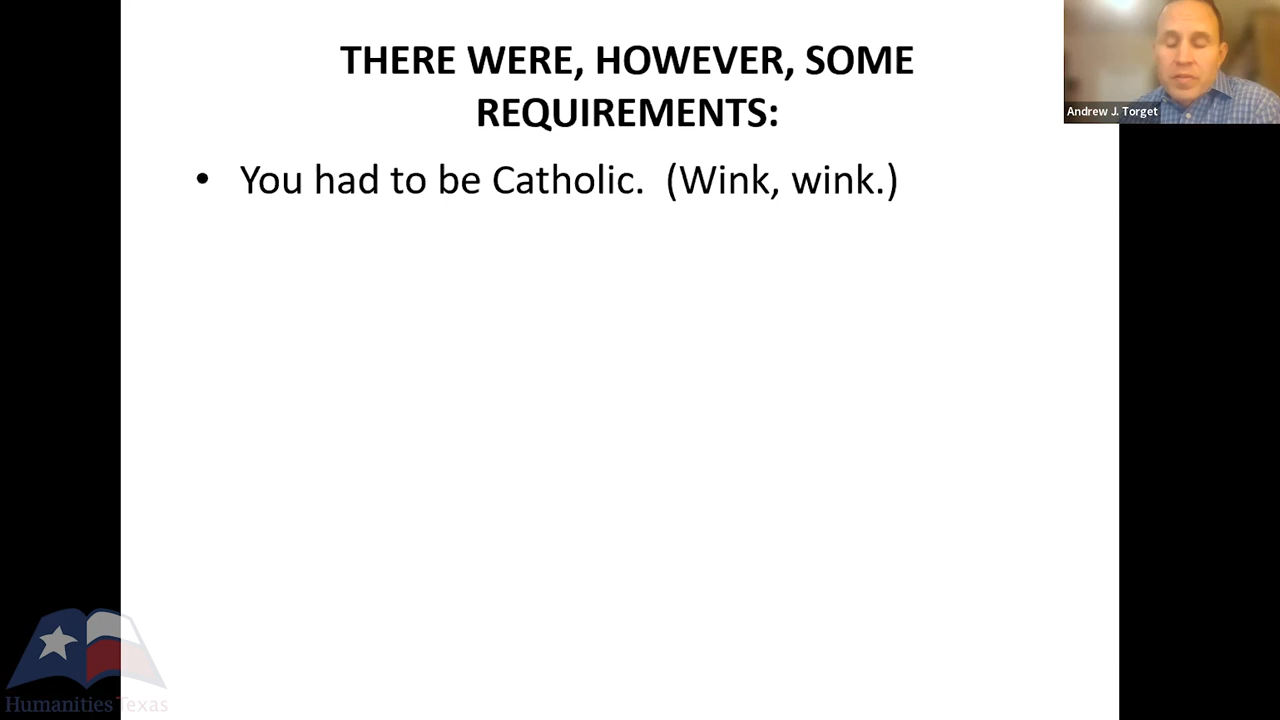 THERE WERE, HOWEVER, SOME
REQUIREMENTS:
Andrew J. Torget
• You had to be Catholic.  (Wink, wink.)
Humanities Texas